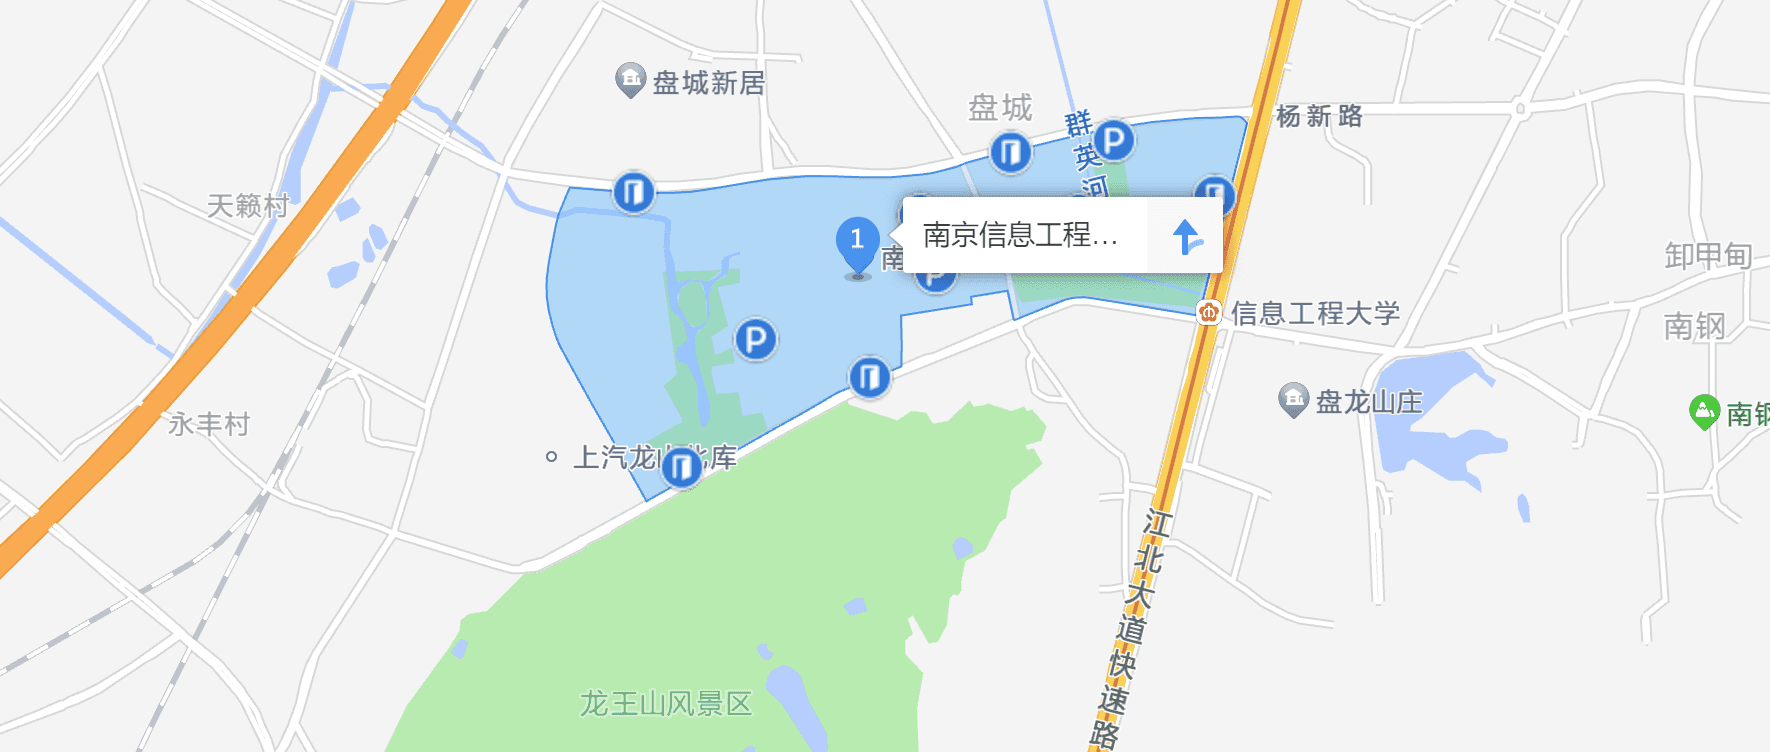 盘城新居
盘城
杨新路
群英河
天籁村
南京信息工程...
1
南
P
P
P
卸甲甸
信息工程大学
南钢
盘龙山庄
南钢
永丰村
上汽龙山北库
江北大道快速路
龙王山风景区